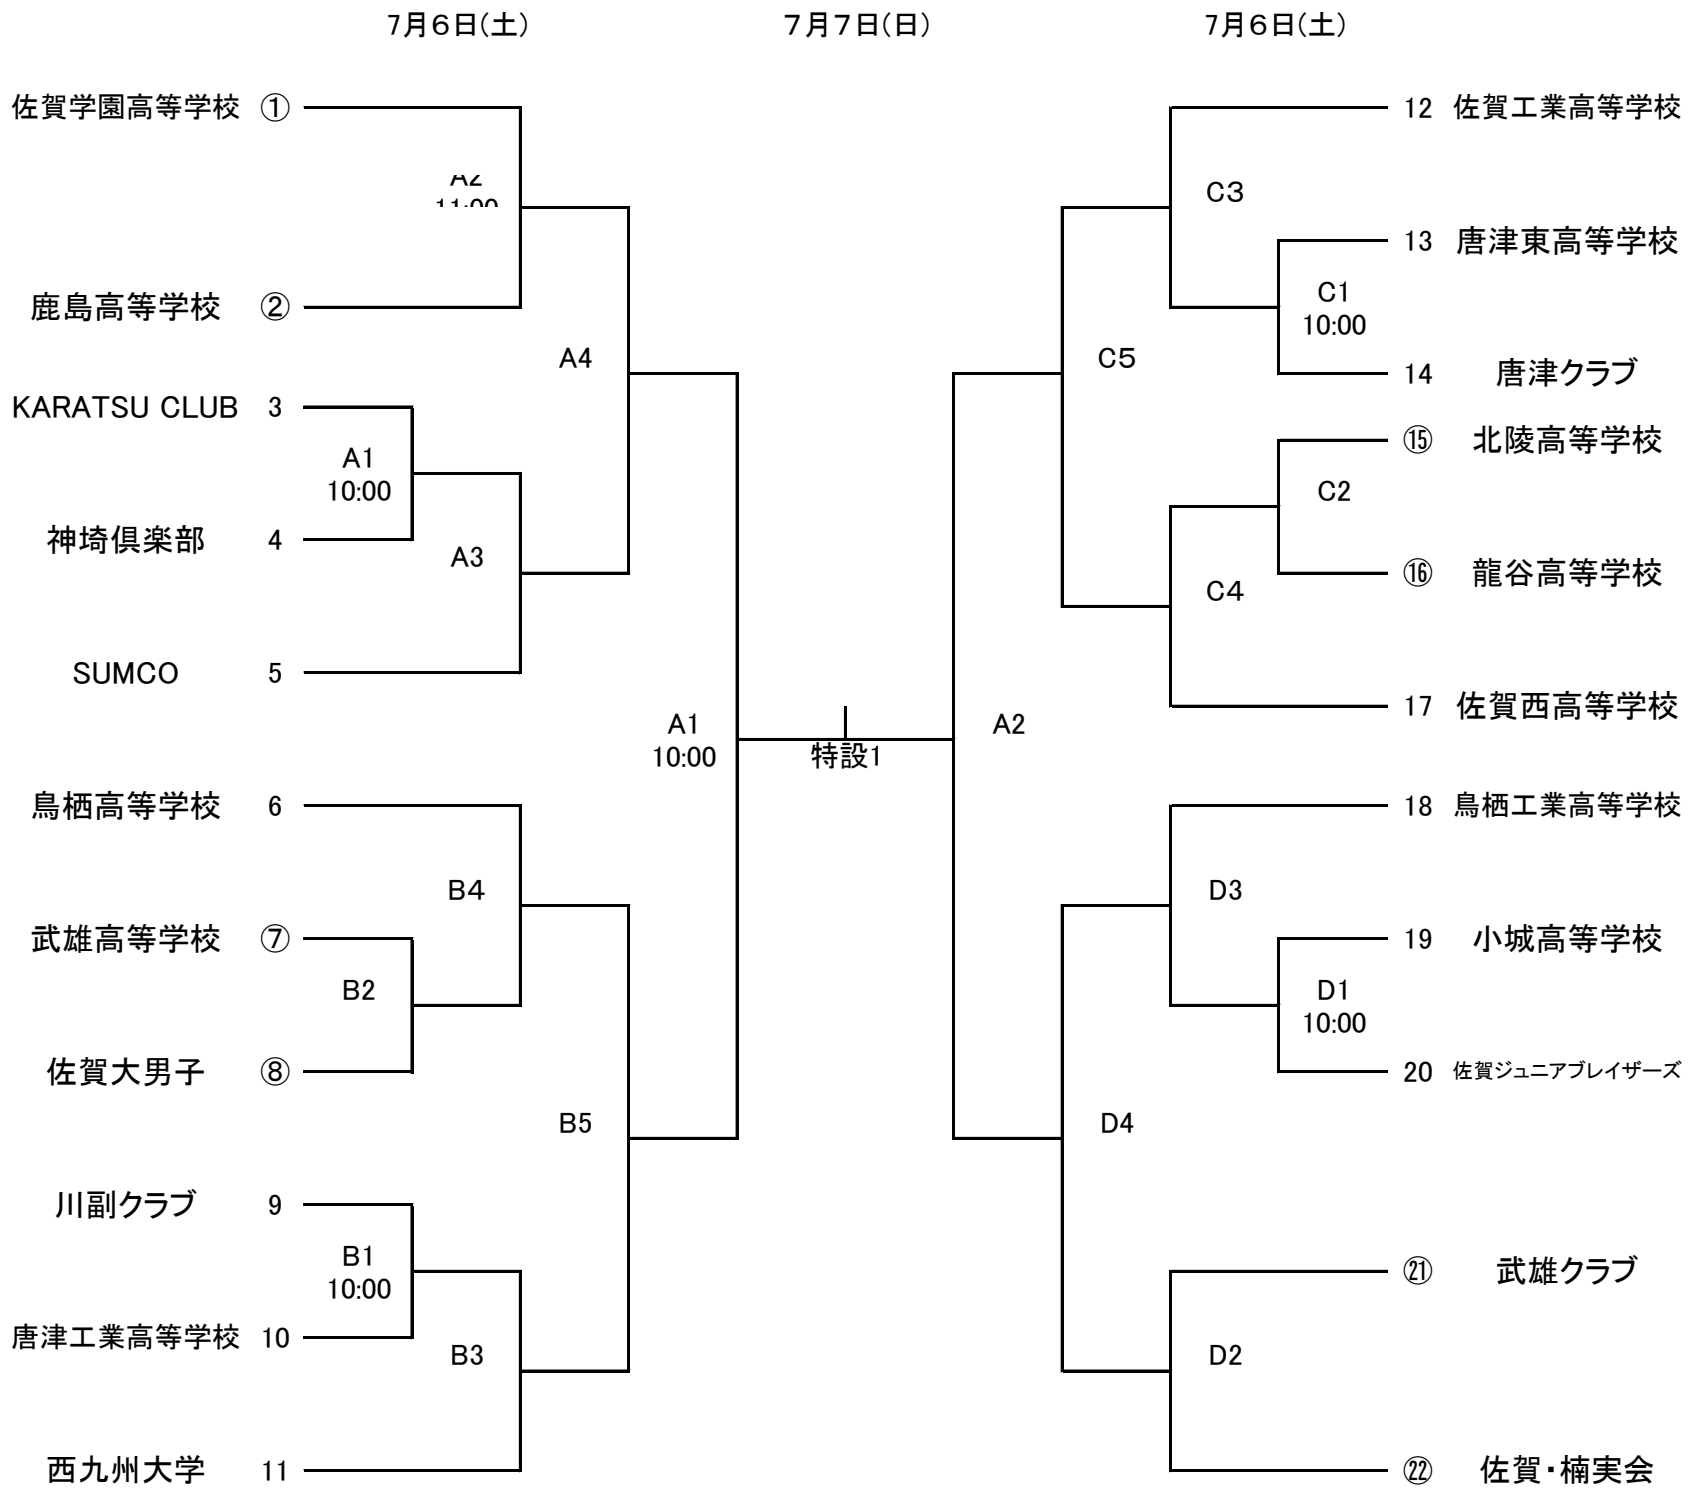 7月6日(土)
7月7日(日)
7月6日(土)
佐賀学園高等学校 ①
A2
11:00
鹿島高等学校 ②
A4
KARATSU CLUB 3
A1
10:00
神埼倶楽部 4
A3
SUMCO 5
A1
10:00
鳥栖高等学校 6
B4
武雄高等学校 ⑦
B2
佐賀大男子 ⑧
B5
川副クラブ 9
B1
10:00
唐津工業高等学校 10
B3
西九州大学 11
特設1
12 佐賀工業高等学校
C3
13 唐津東高等学校
C1
10:00
C5
14 唐津クラブ
⑮ 北陵高等学校
C2
⑯ 龍谷高等学校
C4
17 佐賀西高等学校
A2
18 鳥栖工業高等学校
D3
19 小城高等学校
D1
10:00
20 佐賀ジュニアブレイザーズ
D4
㉑ 武雄クラブ
D2
㉒ 佐賀・楠実会